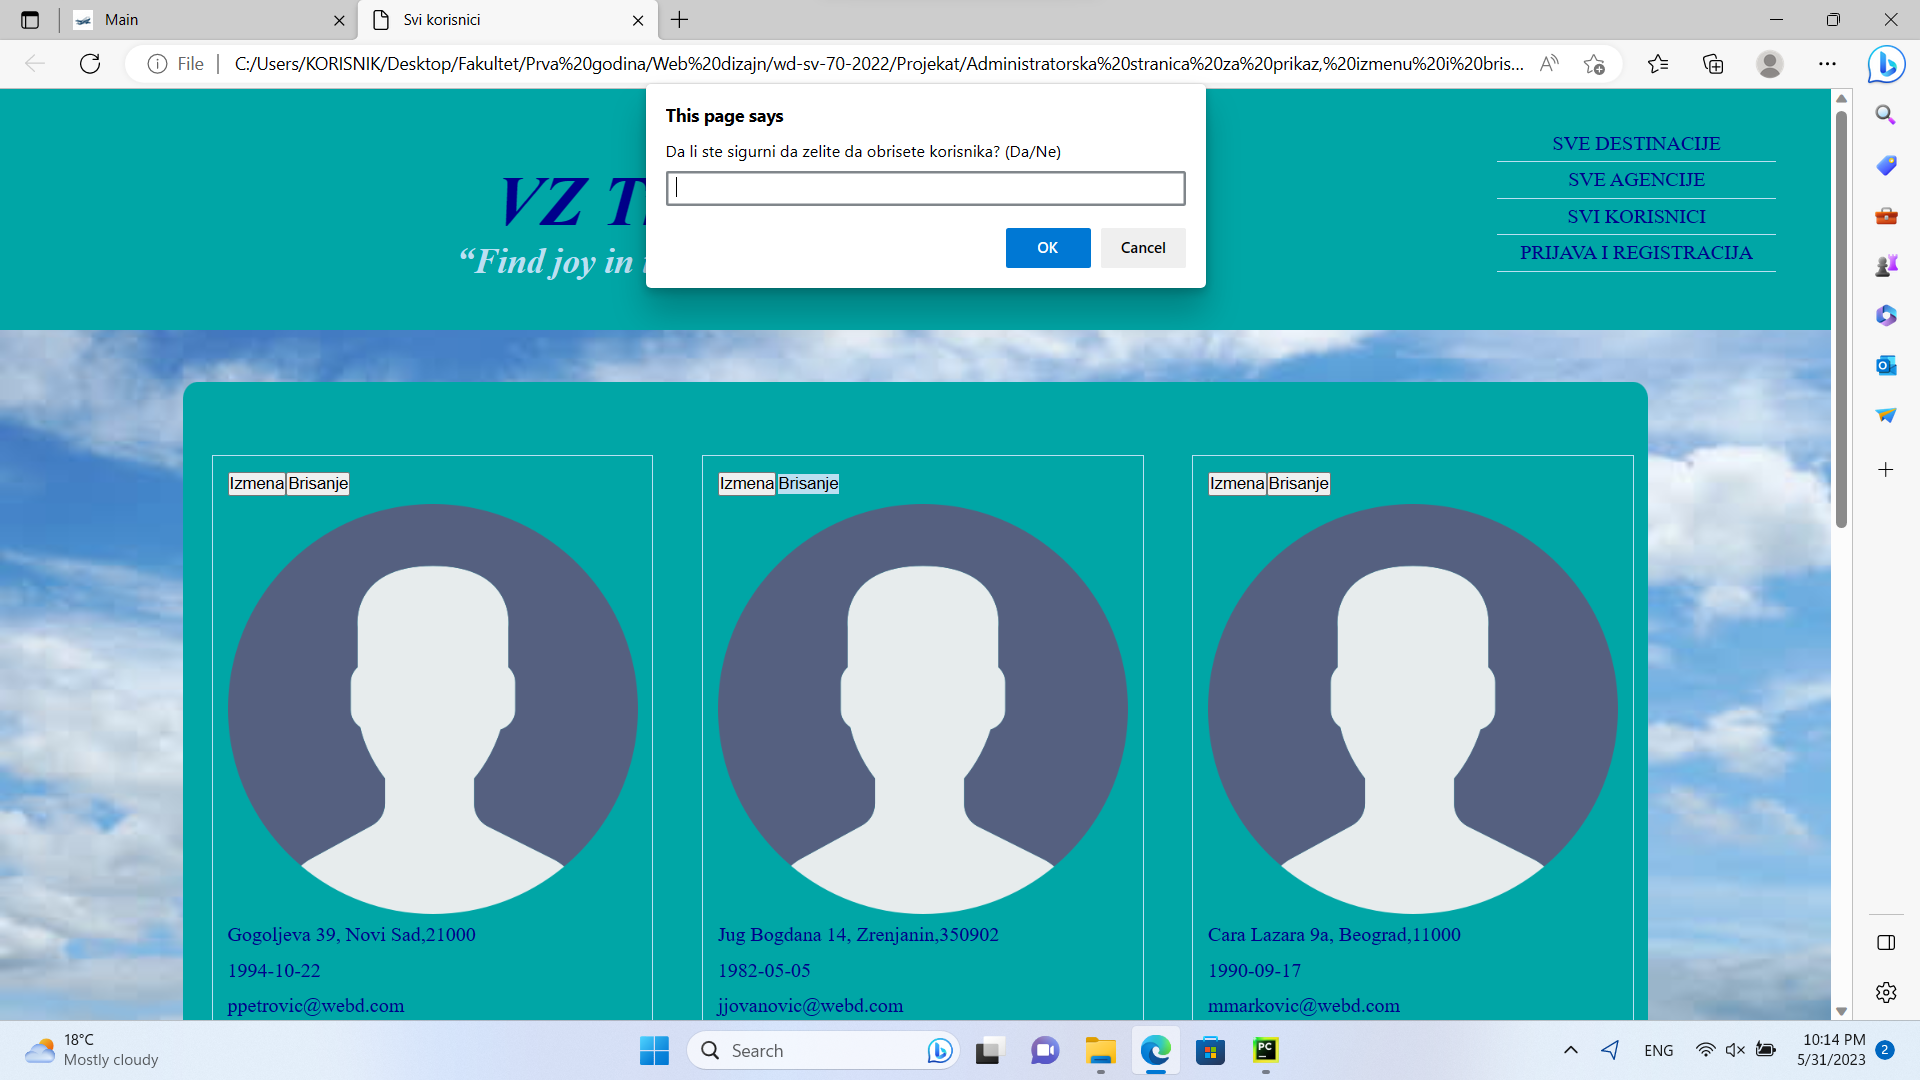 Main
Svi korisnici
File
C:/Users/KORISNIK/Desktop/Fakultet/Prva%20godina/Web%20dizajn/wd-sv-70-2022/Projekat/Administratorska%20stranica%20za%20prikaz,%20izmenu%20i%20bris...
This page says
Da li ste sigurni da zelite da obrisete korisnika? (Da/Ne)
OK Cancel
VZ
“Find joy in
SVE DESTINACIJE
SVE AGENCIJE
SVI KORISNICI
PRIJAVA I REGISTRACIJA
Izmena Brisanje
Gogoljeva 39, Novi Sad,21000
1994-10-22
ppetrovic@webd.com
Izmena Brisanje
Jug Bogdana 14, Zrenjanin,350902
1982-05-05
jjovanovic@webd.com
Izmena Brisanje
Cara Lazara 9a, Beograd,11000
1990-09-17
mmarkovic@webd.com
18°C
Mostly cloudy
Search
PC
ENG
10:14 PM
5/31/2023
2